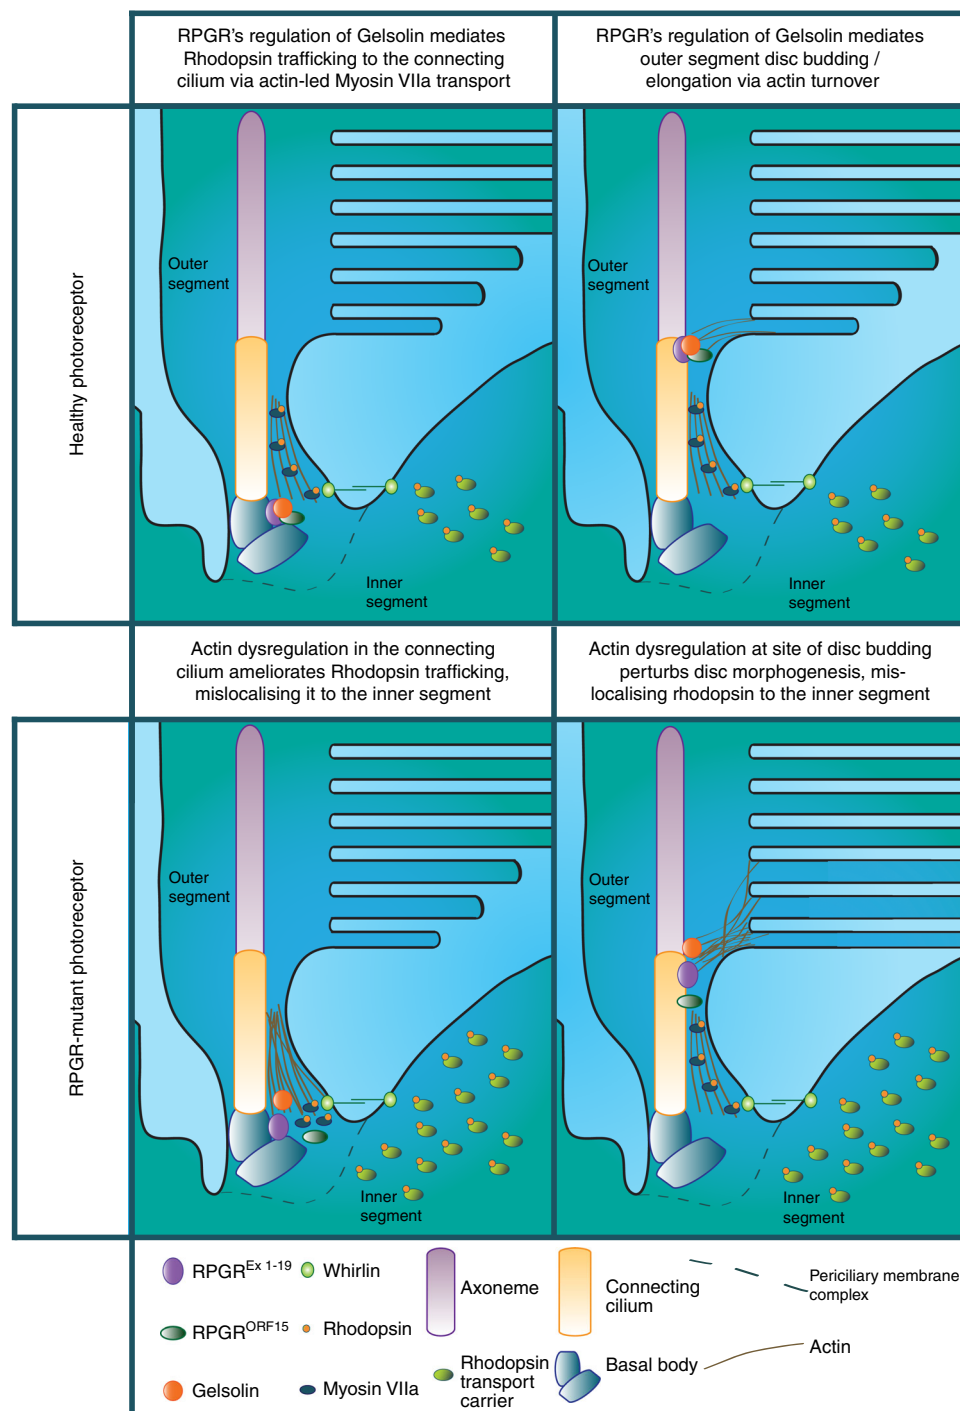 RPGR's regulation of Gelsolin mediates
Rhodopsin trafficking to the connecting
cilium via actin-led Myosin VIIa transport
RPGR's regulation of Gelsolin mediates
outer segment disc budding /
elongation via actin turnover
Healthy photoreceptor
Outer
segment
Inner
segment
Outer
segment
Inner
segment
Actin dysregulation in the connecting
cilium ameliorates Rhodopsin trafficking,
mislocalising it to the inner segment
Actin dysregulation at site of disc budding
perturbs disc morphogenesis, mis-
localising rhodopsin to the inner segment
RPGR-mutant photoreceptor
Outer
segment
Inner
segment
Outer
segment
Inner
segment
RPGR^Ex 1-19
Whirlin
Axoneme
Connecting
cilium
Periciliary membrane
complex
RPGR^ORF15
Rhodopsin
Actin
Gelsolin
Myosin VIIa
Rhodopsin
transport
carrier
Basal body